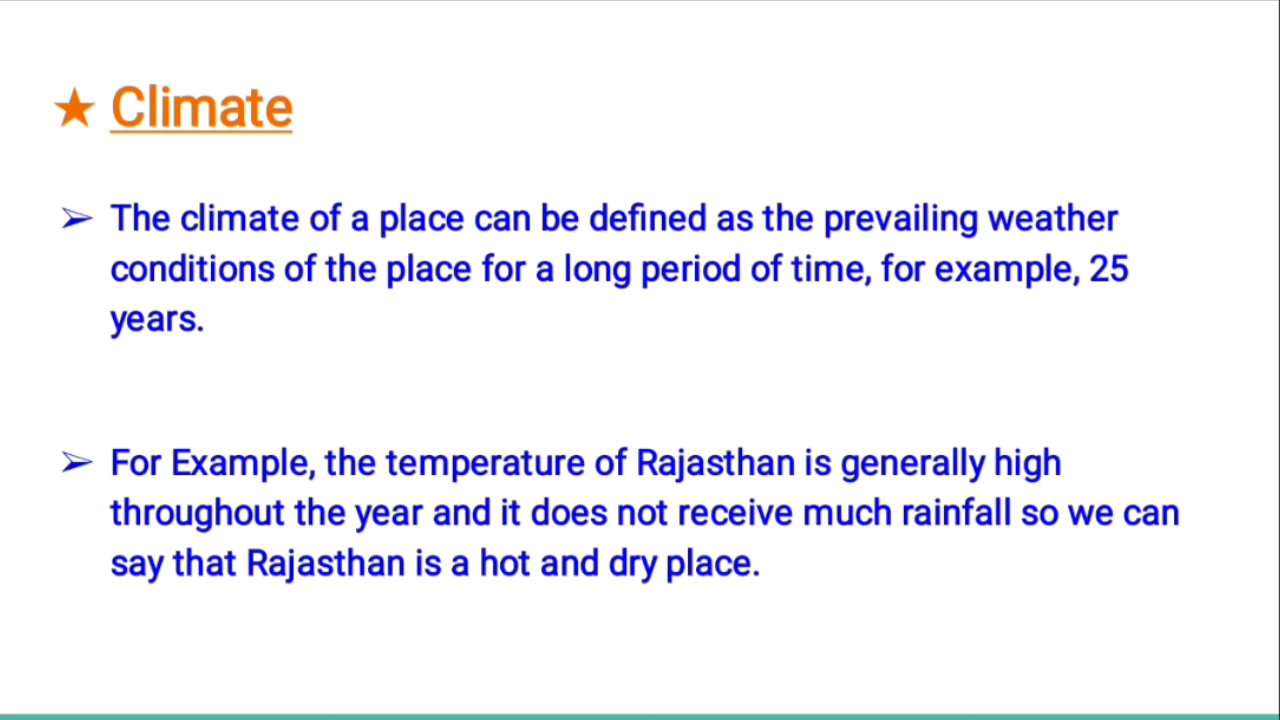 ★ Climate
➢ The climate of a place can be defined as the prevailing weather
conditions of the place for a long period of time, for example, 25
years.
➢ For Example, the temperature of Rajasthan is generally high
throughout the year and it does not receive much rainfall so we can
say that Rajasthan is a hot and dry place.